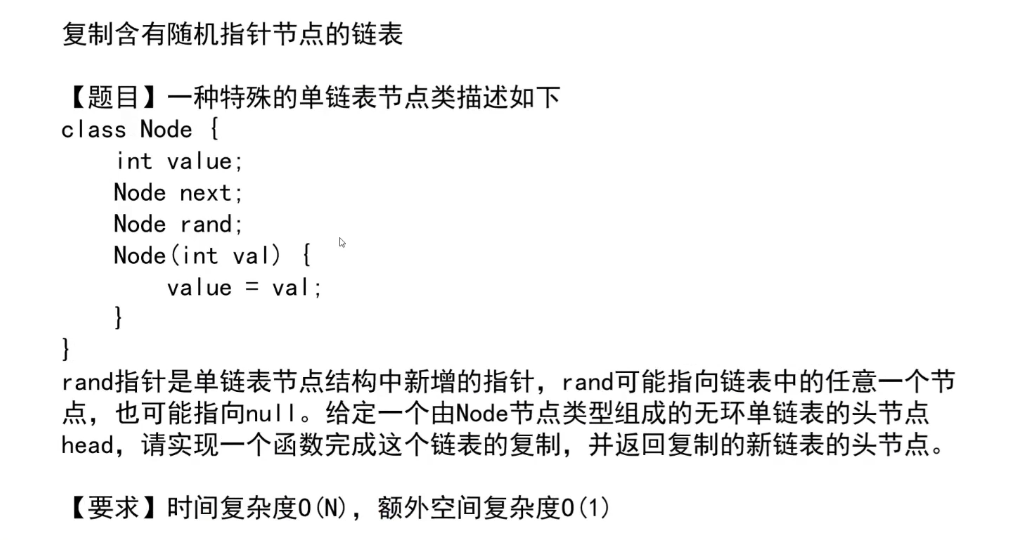 复制含有随机指针节点的链表
【题目】一种特殊的单链表节点类描述如下
class Node {
int value;
Node next;
Node rand;
Node(int val) {
value = val;
}
}
rand指针是单链表节点结构中新增的指针，rand可能指向链表中的任意一个节
点，也可能指向null。给定一个由Node节点类型组成的无环单链表的头节点
head，请实现一个函数完成这个链表的复制，并返回复制的新链表的头节点。
【要求】时间复杂度O(N)，额外空间复杂度O(1)